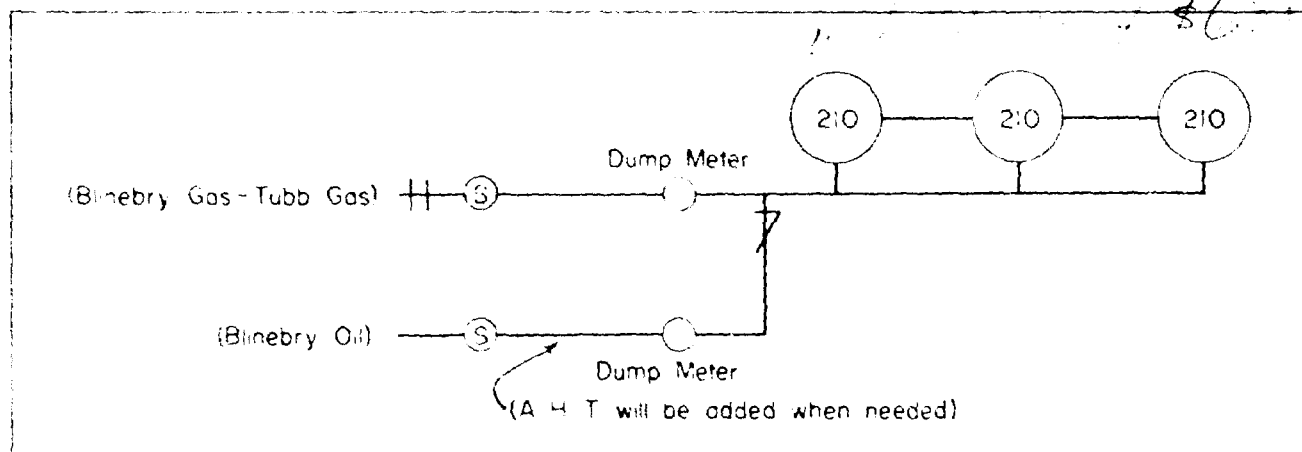 210 210 210
Dump Meter
(Blinebry Gas-Tubb Gas) S
(Blinebry Oil) S
Dump Meter
(A H T will be added when needed)